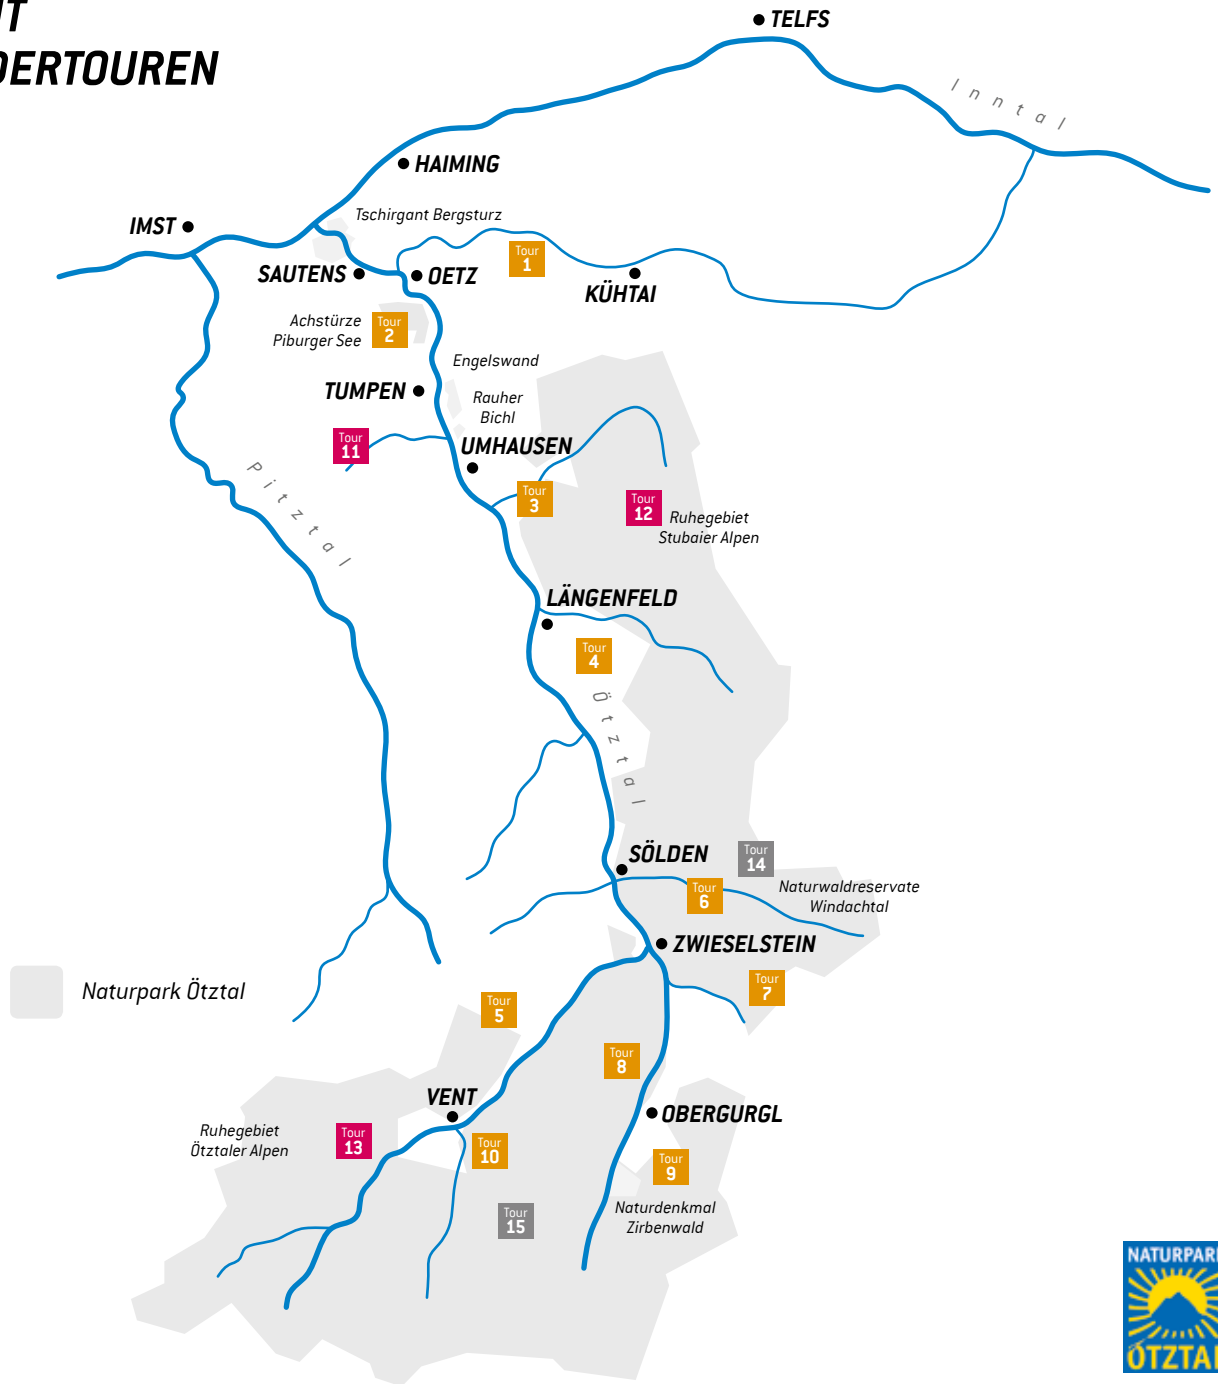 TELFS
DERTOUREN
Inntal
HAIMING
Tschirgant Bergsturz
IMST
Tour
1
SAUTENS
OETZ
KÜHTAI
Achstürze
Piburger See
Tour
2
Engelswand
TUMPEN
Rauher
Bichl
Tour
11
UMHAUSEN
Pitztal
Tour
3
Tour
12
Ruhegebiet
Stubaier Alpen
LÄNGENFELD
Tour
4
Ötztal
SÖLDEN
Tour
14
Naturwaldreservate
Windachtal
Tour
6
ZWIESELSTEIN
Naturpark Ötztal
Tour
7
Tour
5
Tour
8
VENT
OBERGURGL
Ruhegebiet
Ötztaler Alpen
Tour
13
Tour
10
Tour
9
Naturdenkmal
Zirbenwald
Tour
15
NATURPARK
ÖTZTAL